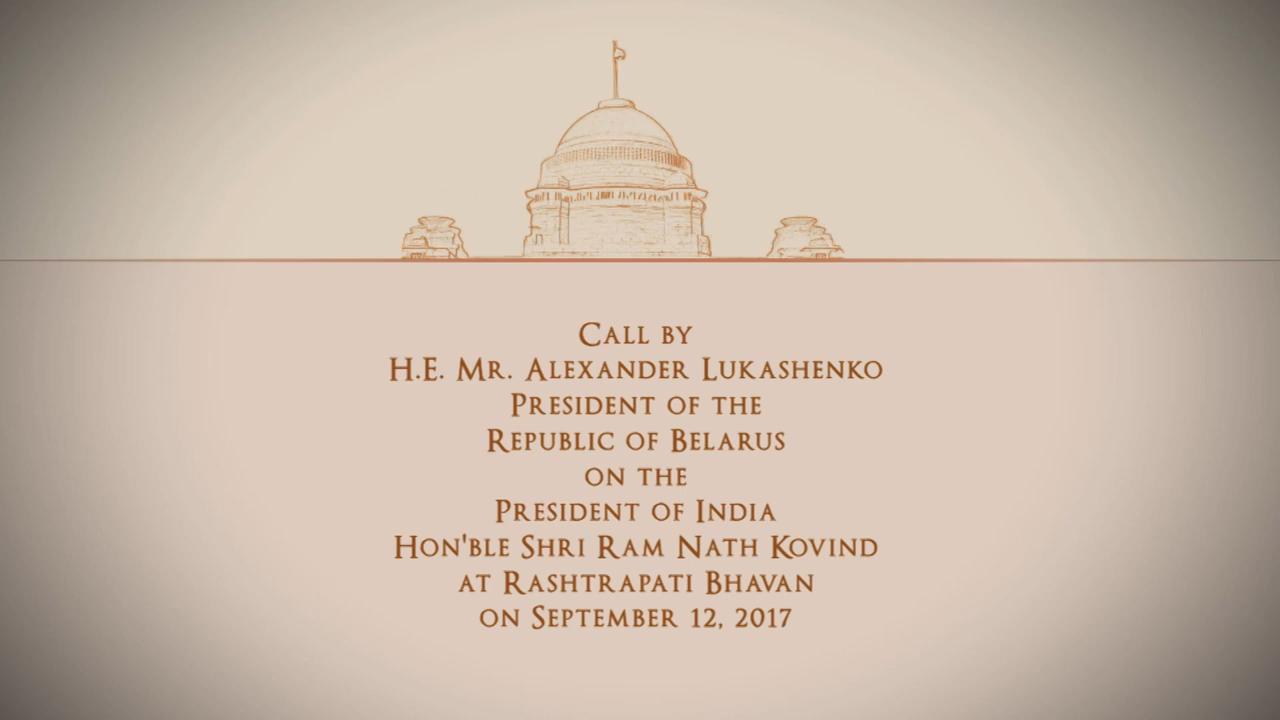 Call by
H.E. Mr. Alexander Lukashenko
President of the
Republic of Belarus
on the
President of India
Hon'ble Shri Ram Nath Kovind
at Rashtrapati Bhavan
on September 12, 2017